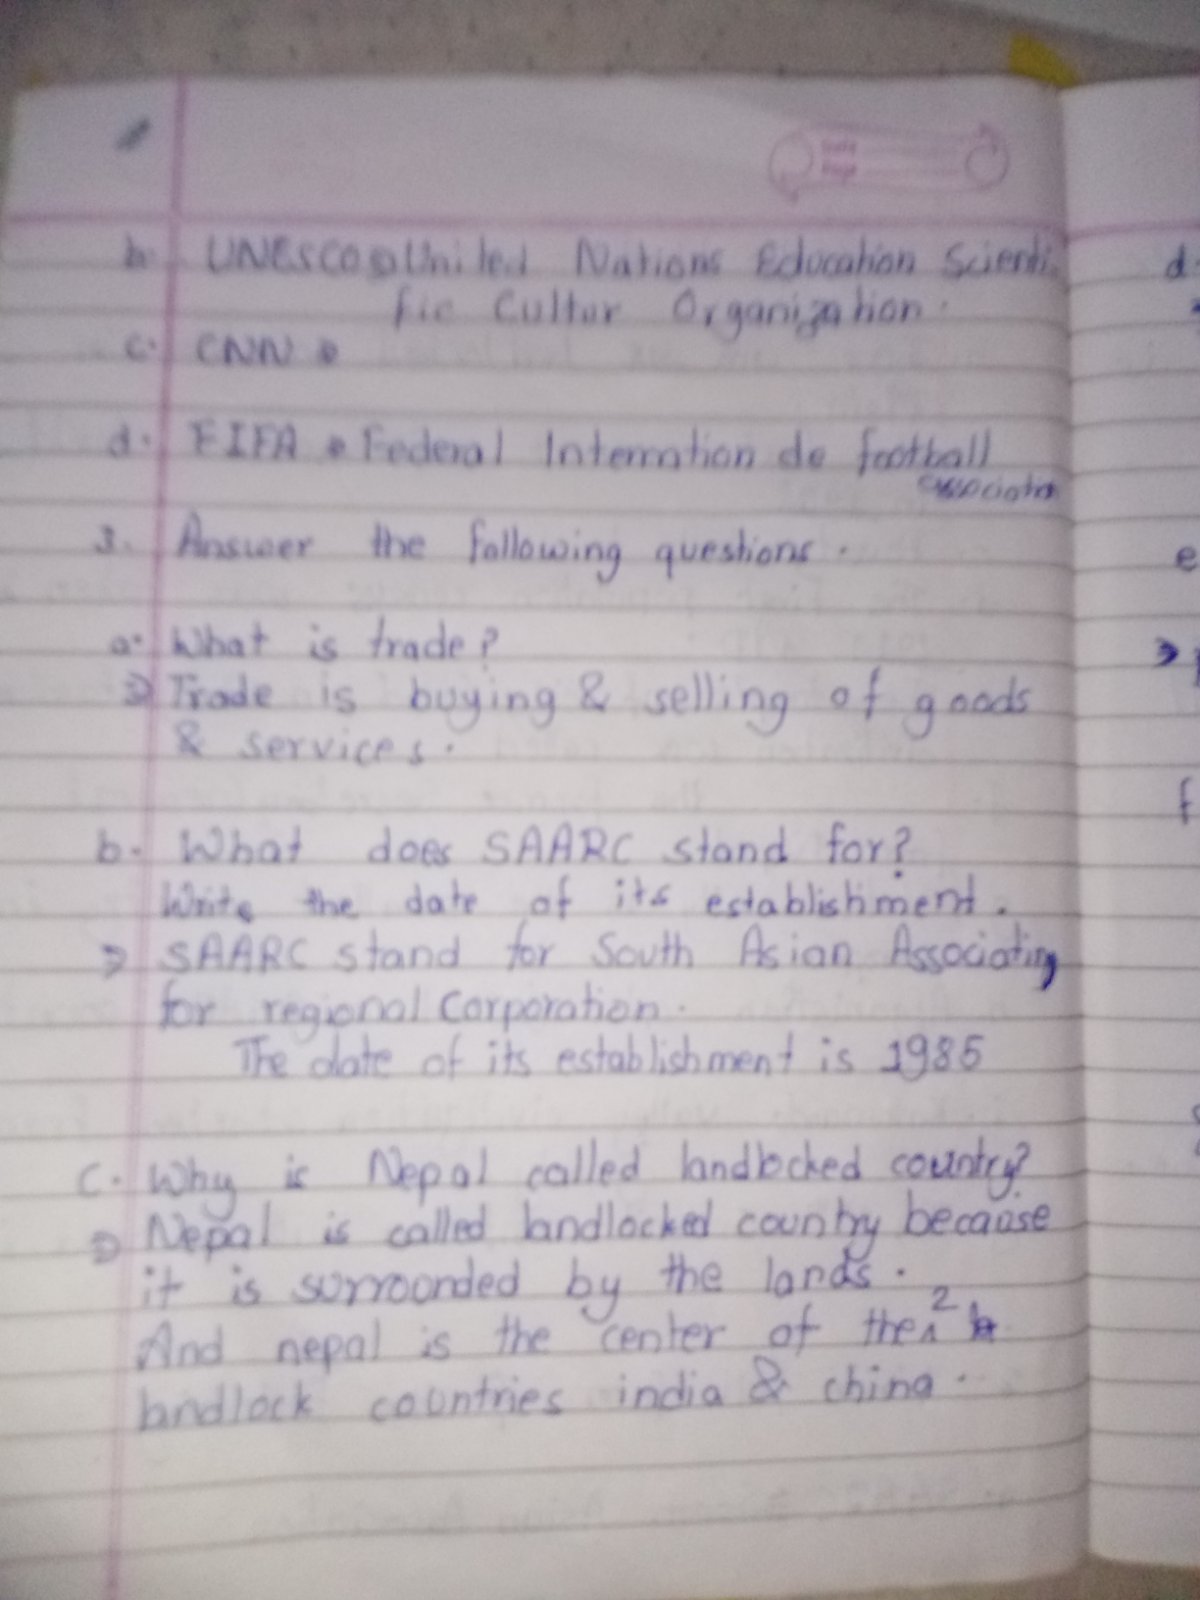 b. UNESCO ⇒ United Nations Education Scienti
fic Cultur Organization.
c. CNN ⇒
d. FIFA ⇒ Federal Internation de football
associaton
3. Answer the following questions.
a. What is trade?
⇒ Trade is buying & selling of goods
& services.
b. What does SAARC stand for?
Write the date of its establishment.
⇒ SAARC stand for South Asian Associating
for regional Corporation.
The date of its establishment is 1985
C. Why is Nepal called landlocked country?
⇒ Nepal is called landlocked country because
it is surrounded by the lands.
And nepal is the center of the 2
landlock countries india & china.
d.
e
⇒
f